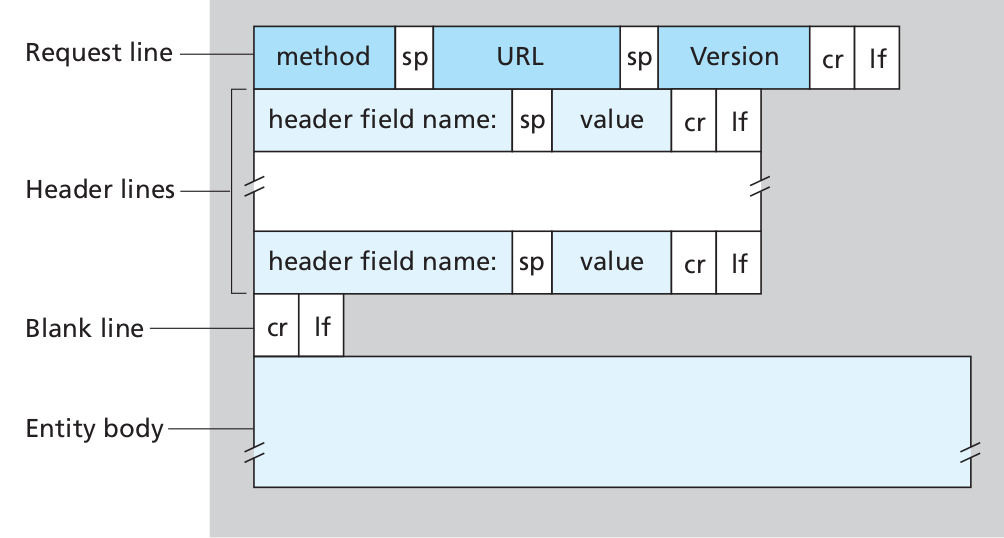 Request line method sp URL sp Version cr lf
header field name: sp value cr lf
Header lines
header field name: sp value cr lf
Blank line cr lf
Entity body